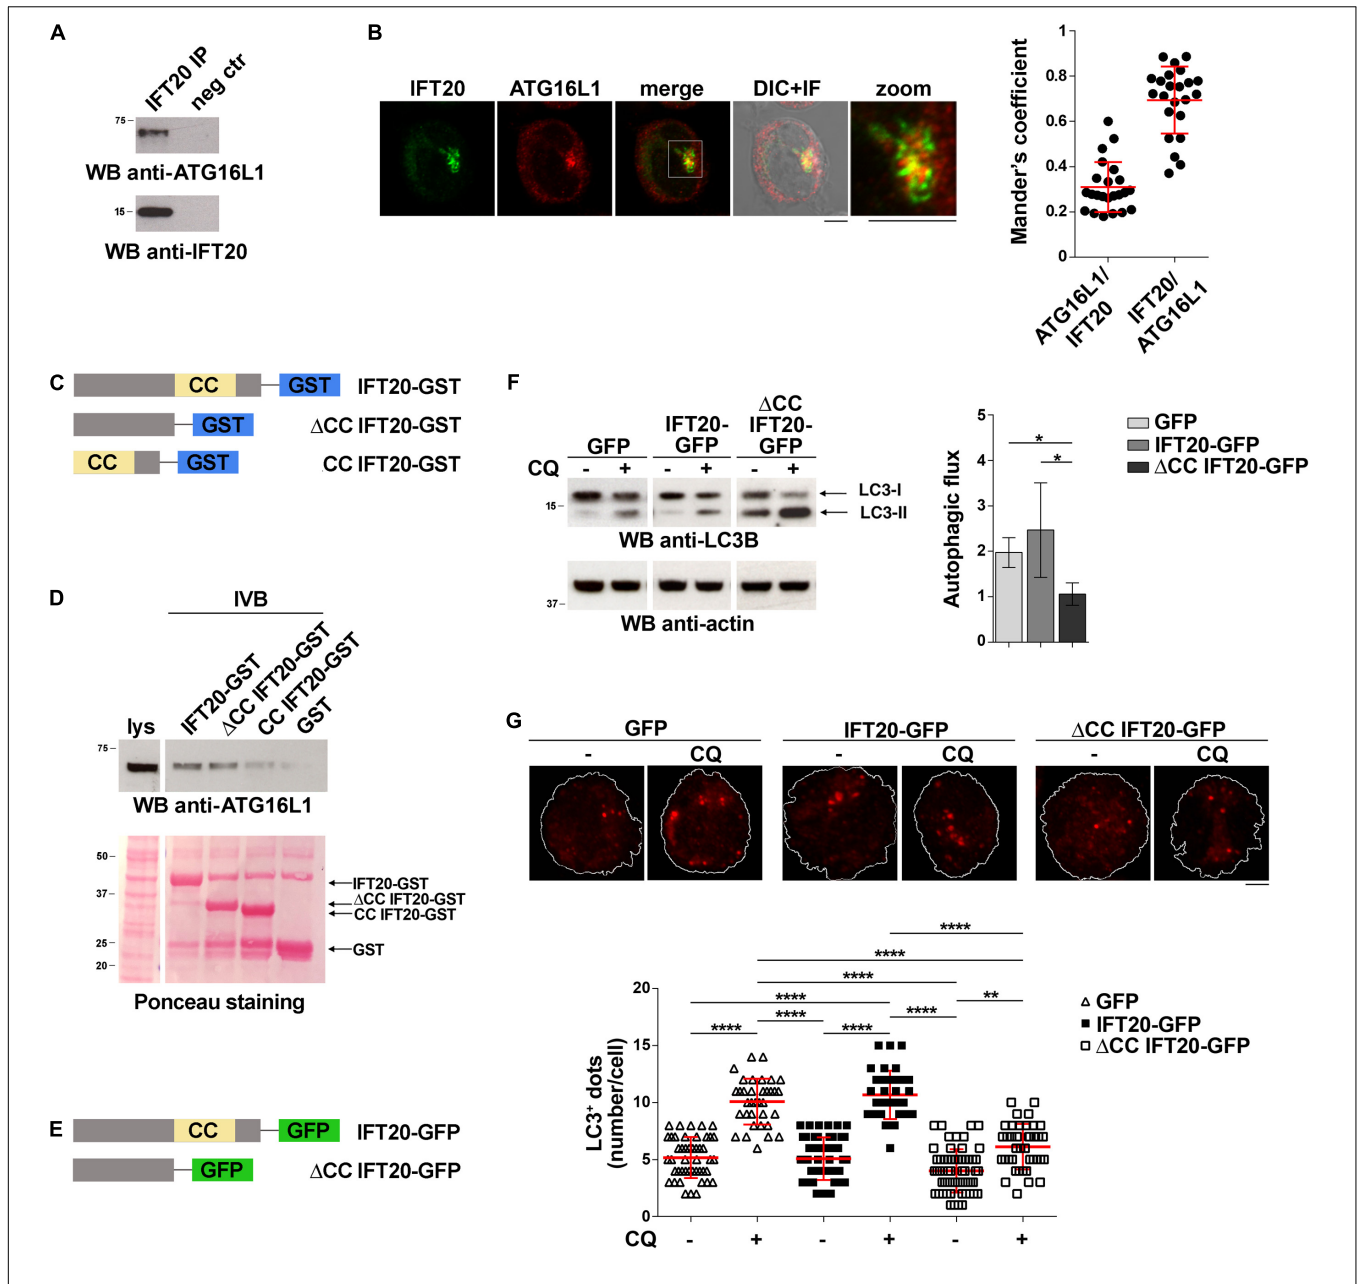 A
IFT20 IP
neg ctr
75
WB anti-ATG16L1
15
WB anti-IFT20
B
IFT20
ATG16L1
merge
DIC+IF
zoom
Mander's coefficient
1
0.8
0.6
0.4
0.2
0
ATG16L1/
IFT20
IFT20/
ATG16L1
C
CC
GST
IFT20-GST
GST
ΔCC IFT20-GST
CC
GST
CC IFT20-GST
D
IVB
lys
IFT20-GST
ΔCC IFT20-GST
CC IFT20-GST
GST
75
WB anti-ATG16L1
50
37
25
20
IFT20-GST
ΔCC IFT20-GST
CC IFT20-GST
GST
Ponceau staining
E
CC
GFP
IFT20-GFP
GFP
ΔCC IFT20-GFP
F
GFP
IFT20-
GFP
ΔCC
IFT20-
GFP
CQ - + - + - +
15
LC3-I
LC3-II
WB anti-LC3B
37
WB anti-actin
Autophagic flux
5
4
3
2
1
0
*
*
GFP
IFT20-GFP
ΔCC IFT20-GFP
G
GFP
IFT20-GFP
ΔCC IFT20-GFP
- CQ - CQ - CQ
****
****
****
**** **
**** ****
**** ****
LC3+ dots
(number/cell)
20
15
10
5
0
CQ - + - + - +
GFP
IFT20-GFP
ΔCC IFT20-GFP